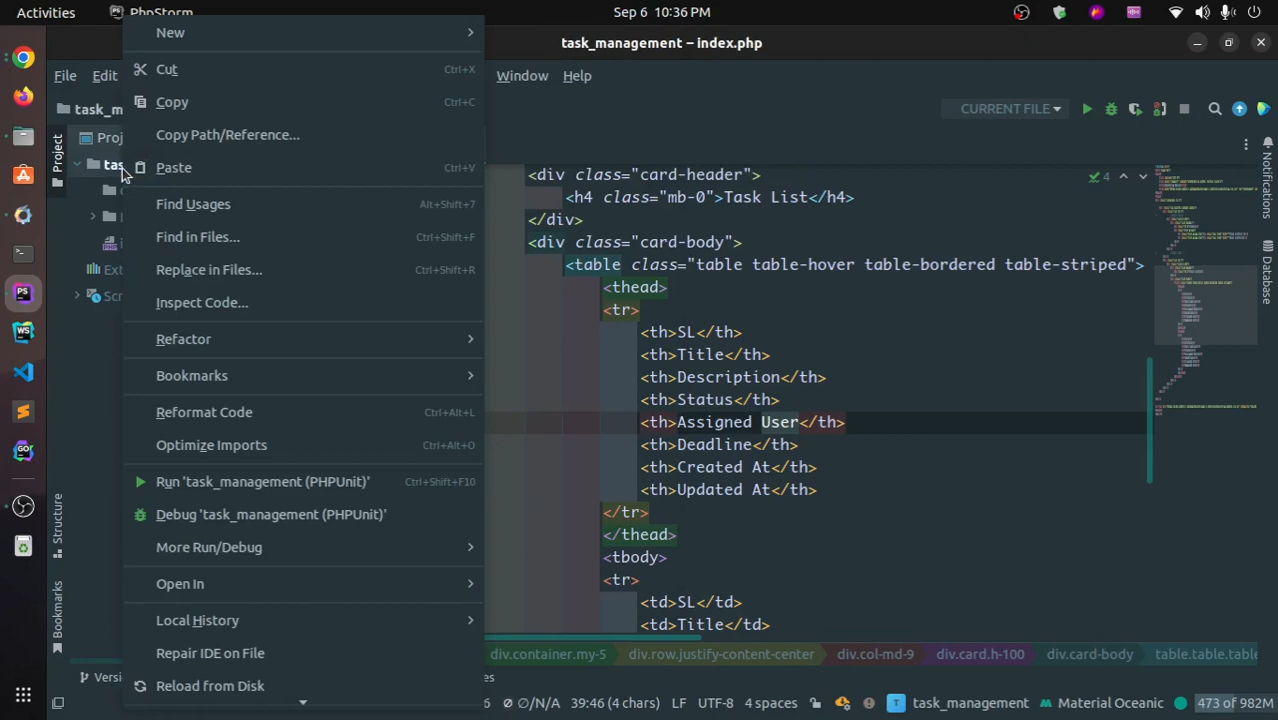 Activities
PhpStorm
Sep 6 10:36 PM
task_management – index.php
File
Edit
Window
Help
task_m
CURRENT FILE
Proj
Project
tas
Ext
Scr
Structure
Bookmarks
Versi
Notifications
Database
New
Cut Ctrl+X
Copy Ctrl+C
Copy Path/Reference...
Paste Ctrl+V
Find Usages Alt+Shift+7
Find in Files... Ctrl+Shift+F
Replace in Files... Ctrl+Shift+R
Inspect Code...
Refactor
Bookmarks
Reformat Code Ctrl+Alt+L
Optimize Imports Ctrl+Alt+O
Run 'task_management (PHPUnit)' Ctrl+Shift+F10
Debug 'task_management (PHPUnit)'
More Run/Debug
Open In
Local History
Repair IDE on File
Reload from Disk
4
<div class="card-header">
<h4 class="mb-0">Task List</h4>
</div>
<div class="card-body">
<table class="table table-hover table-bordered table-striped">
<thead>
<tr>
<th>SL</th>
<th>Title</th>
<th>Description</th>
<th>Status</th>
<th>Assigned User</th>
<th>Deadline</th>
<th>Created At</th>
<th>Updated At</th>
</tr>
</thead>
<tbody>
<tr>
<td>SL</td>
<td>Title</td>
div.container.my-5 div.row.justify-content-center div.col-md-9 div.card.h-100 div.card-body table.table.table
es
6 ∅/N/A 39:46 (4 chars) LF UTF-8 4 spaces task_management Material Oceanic 473 of 982M